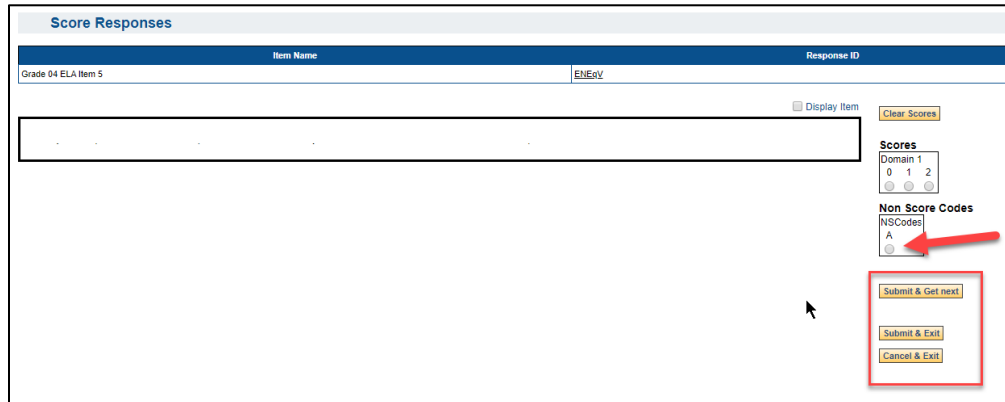 Score Responses
Item Name Response ID
Grade 04 ELA Item 5 ENEqV
Display Item
Clear Scores
Scores
Domain 1
0 1 2
Non Score Codes
NSCodes
A
Submit & Get next
Submit & Exit
Cancel & Exit